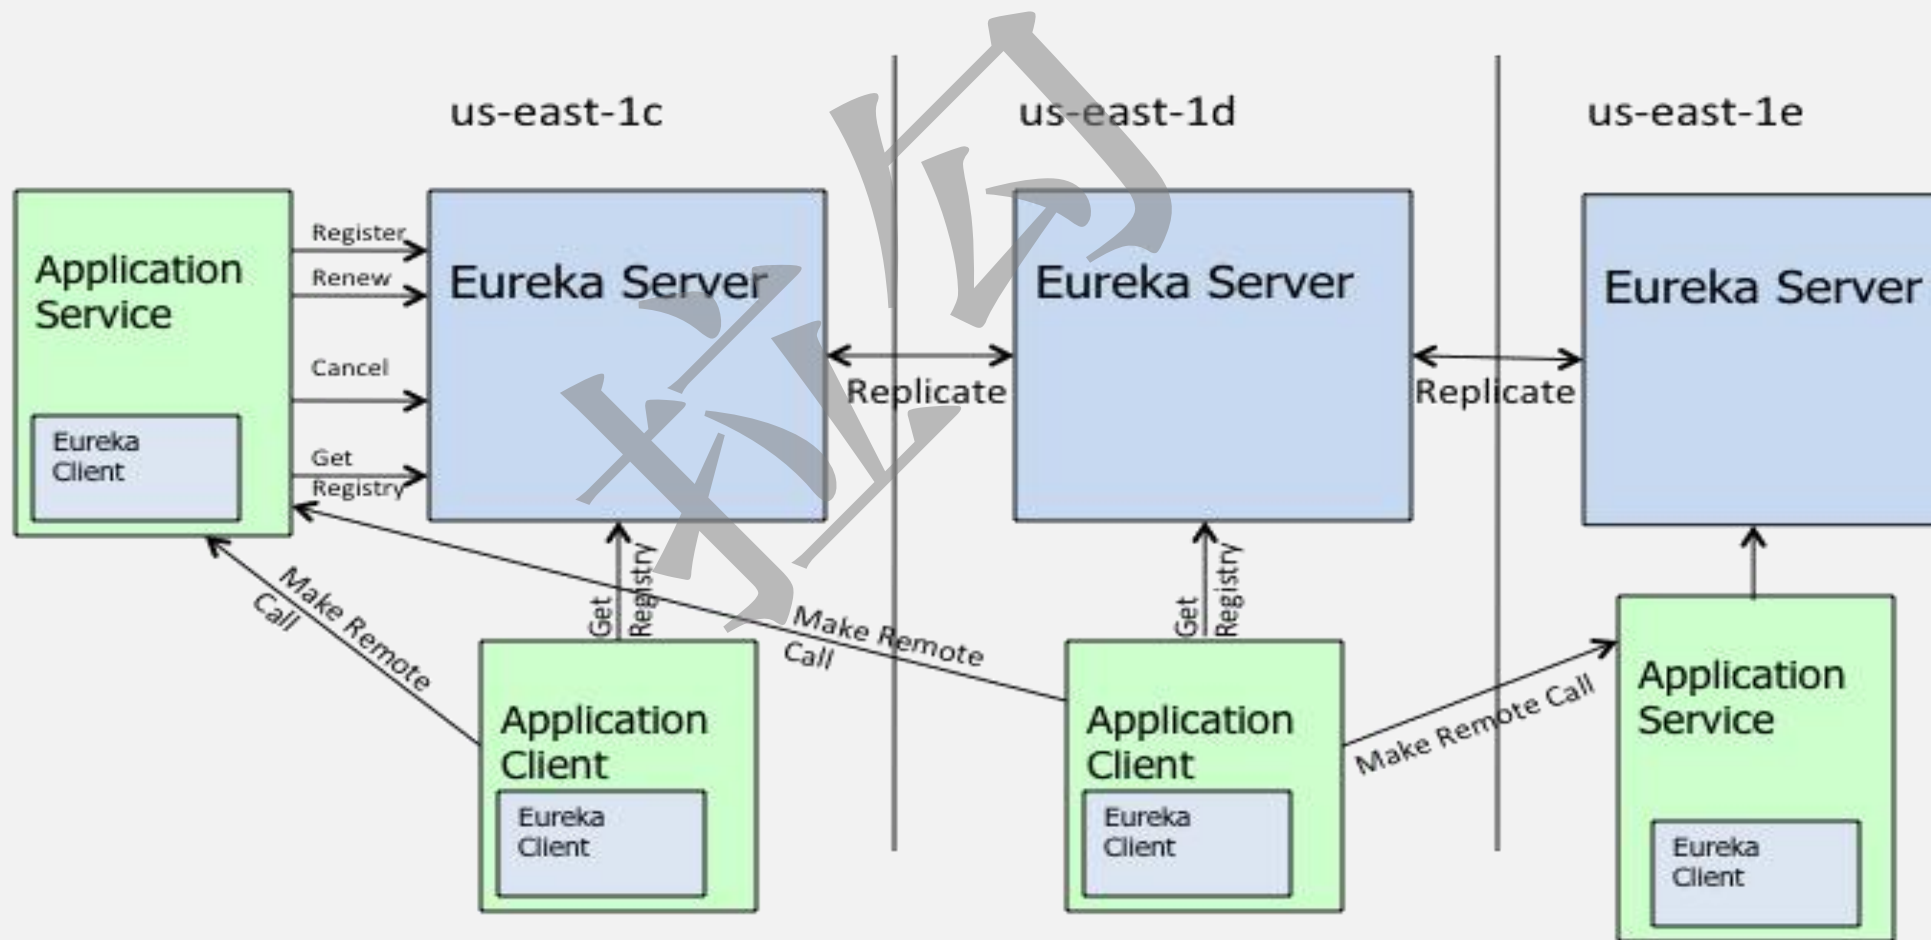 us-east-1c
us-east-1d
us-east-1e
Application
Service
Eureka
Client
Register
Renew
Cancel
Get
Registry
Eureka Server
Replicate
Eureka Server
Replicate
Eureka Server
Make Remote
Call
Get
Registry
Make Remote
Call
Get
Registry
Make Remote Call
Application
Client
Eureka
Client
Application
Client
Eureka
Client
Application
Service
Eureka
Client
拉勾